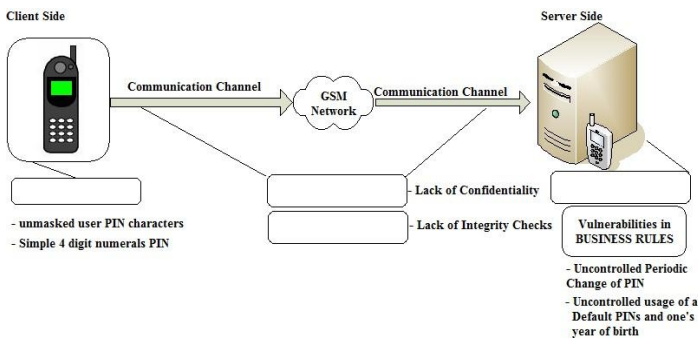 Client Side
Server Side
Communication Channel
GSM
Network
Communication Channel
- Lack of Confidentiality
- Lack of Integrity Checks
- unmasked user PIN characters
- Simple 4 digit numerals PIN
Vulnerabilities in
BUSINESS RULES
- Uncontrolled Periodic
Change of PIN
- Uncontrolled usage of a
Default PINs and one's
year of birth